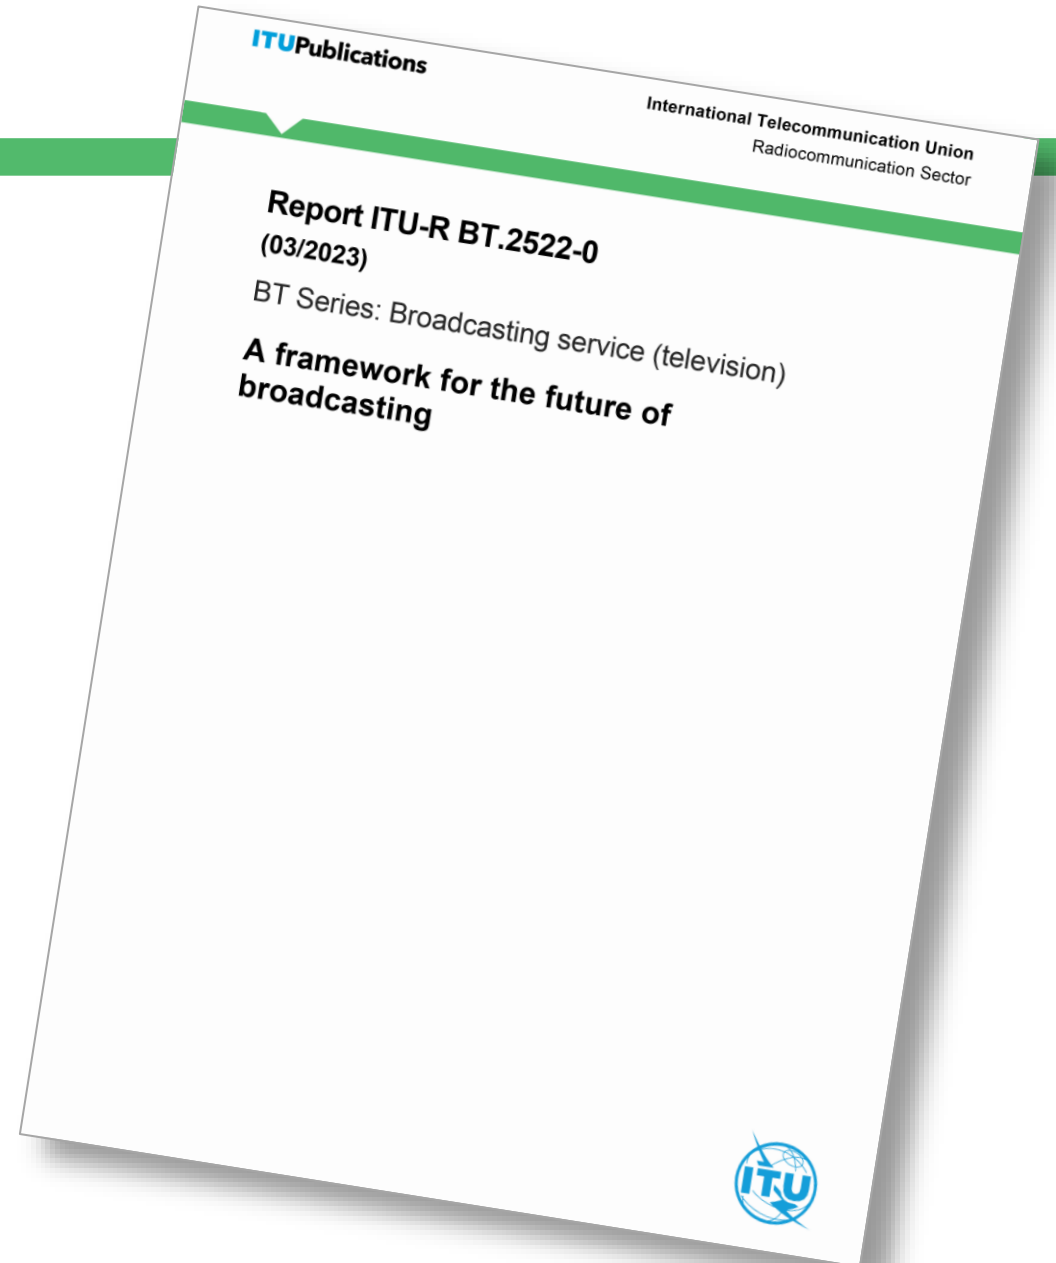 ITUPublications
International Telecommunication Union
Radiocommunication Sector
Report ITU-R BT.2522-0
(03/2023)
BT Series: Broadcasting service (television)
A framework for the future of
broadcasting
ITU